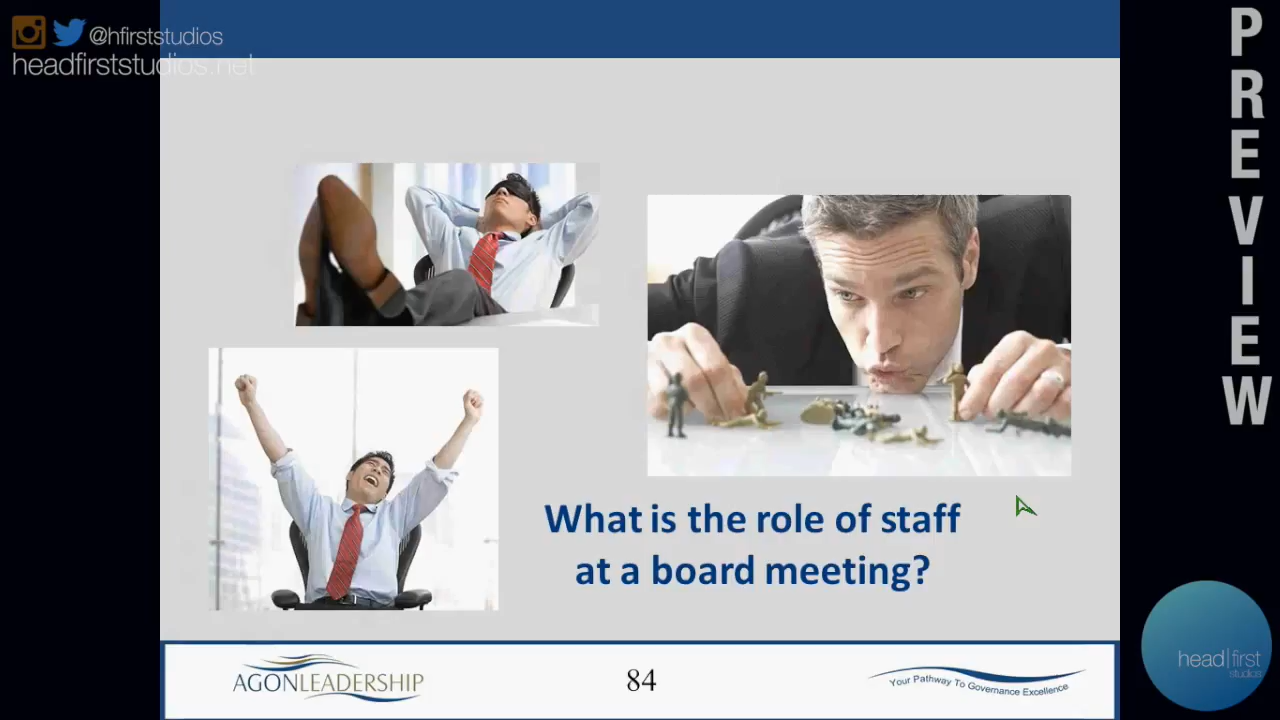 @hfirststudios
headfirststudios.net
PREVIEW
What is the role of staff
at a board meeting?
AGONLEADERSHIP
84
Your Pathway To Governance Excellence
head|first
studios